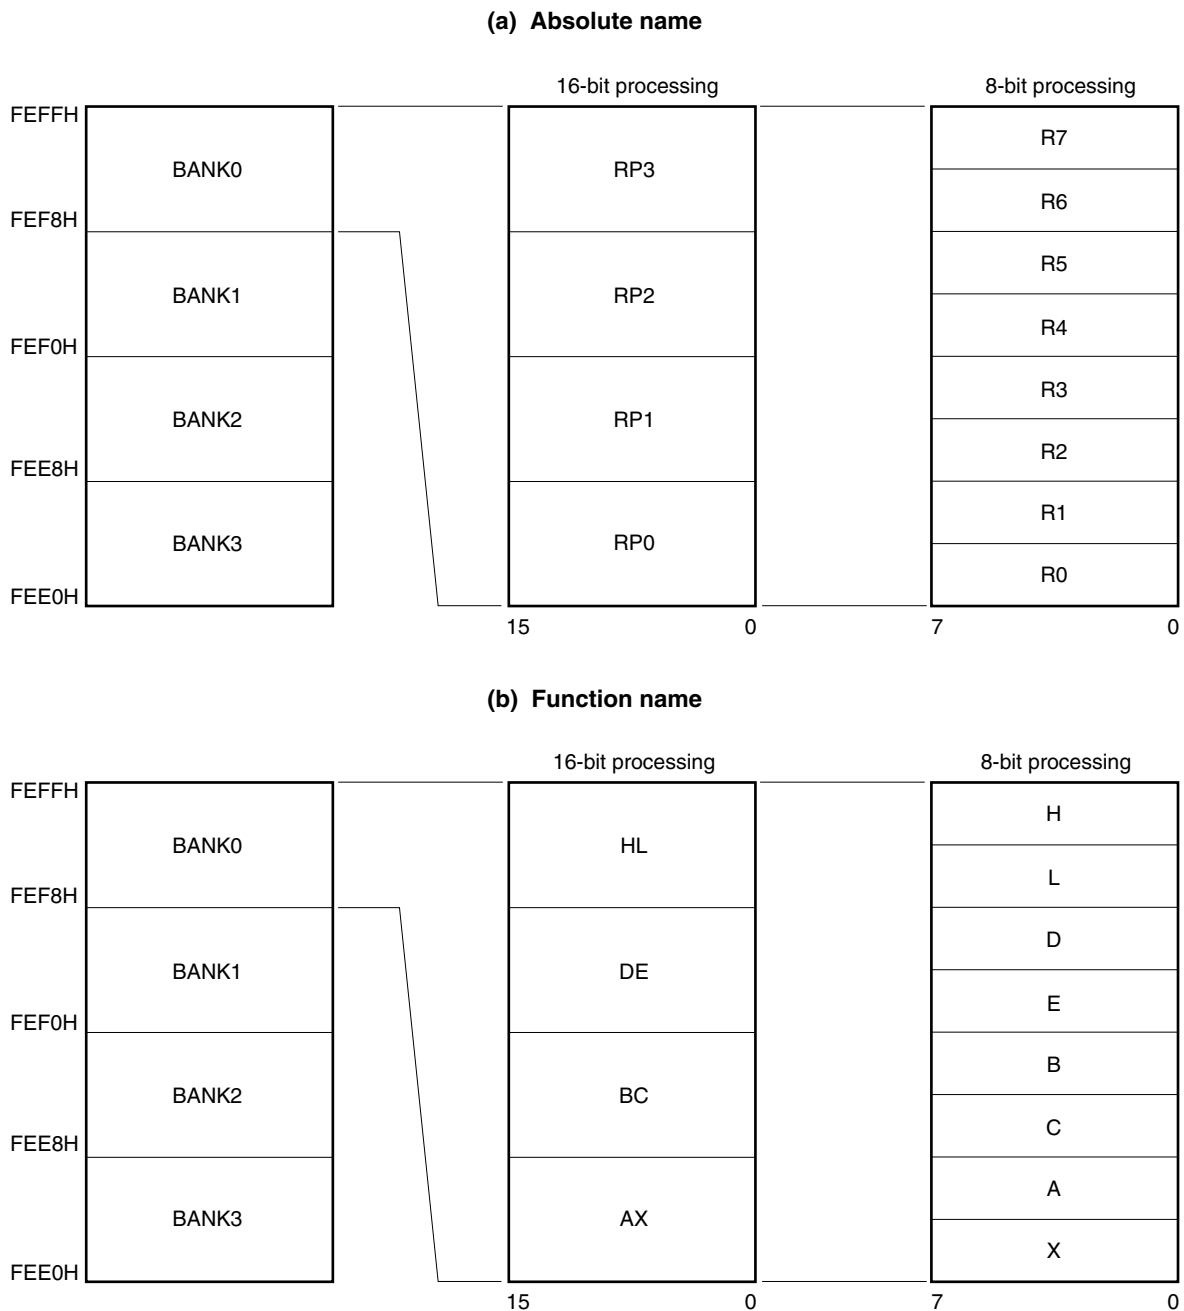 (a) Absolute name
16-bit processing
8-bit processing
FEFFH
BANK0
RP3
R7
R6
FEF8H
BANK1
RP2
R5
R4
FEF0H
BANK2
RP1
R3
R2
FEE8H
BANK3
RP0
R1
R0
FEE0H
15 0
7 0
(b) Function name
16-bit processing
8-bit processing
FEFFH
BANK0
HL
H
L
FEF8H
BANK1
DE
D
E
FEF0H
BANK2
BC
B
C
FEE8H
BANK3
AX
A
X
FEE0H
15 0
7 0